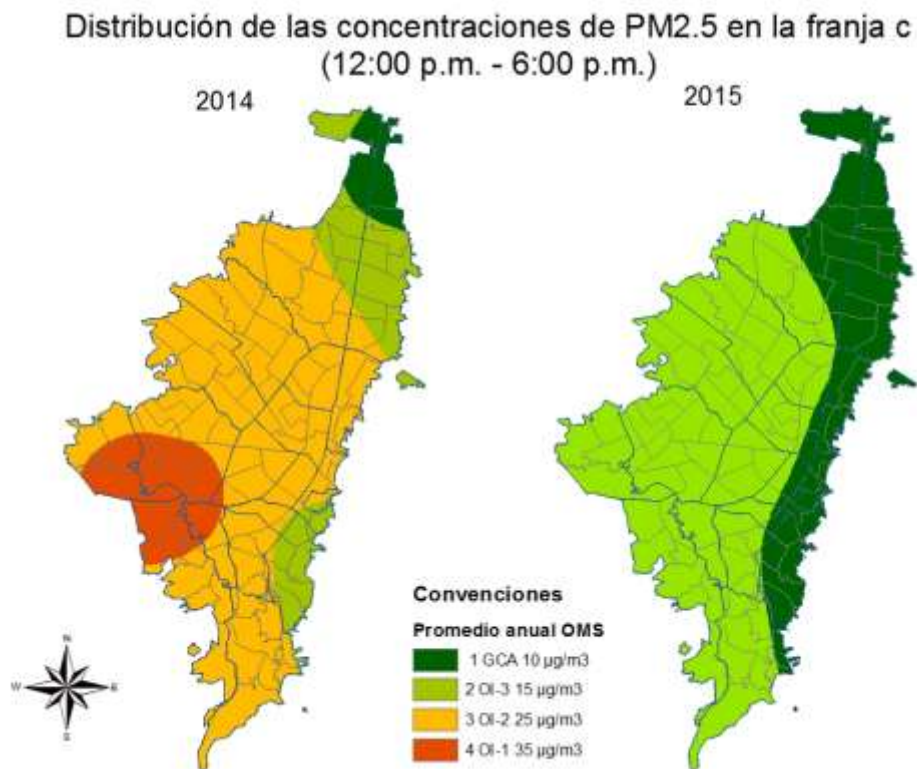 Distribución de las concentraciones de PM2.5 en la franja c
(12:00 p.m. - 6:00 p.m.)
2014
2015
Convenciones
Promedio anual OMS
1 GCA 10 µg/m3
2 OI-3 15 µg/m3
3 OI-2 25 µg/m3
4 OI-1 35 µg/m3
N
W
E
S